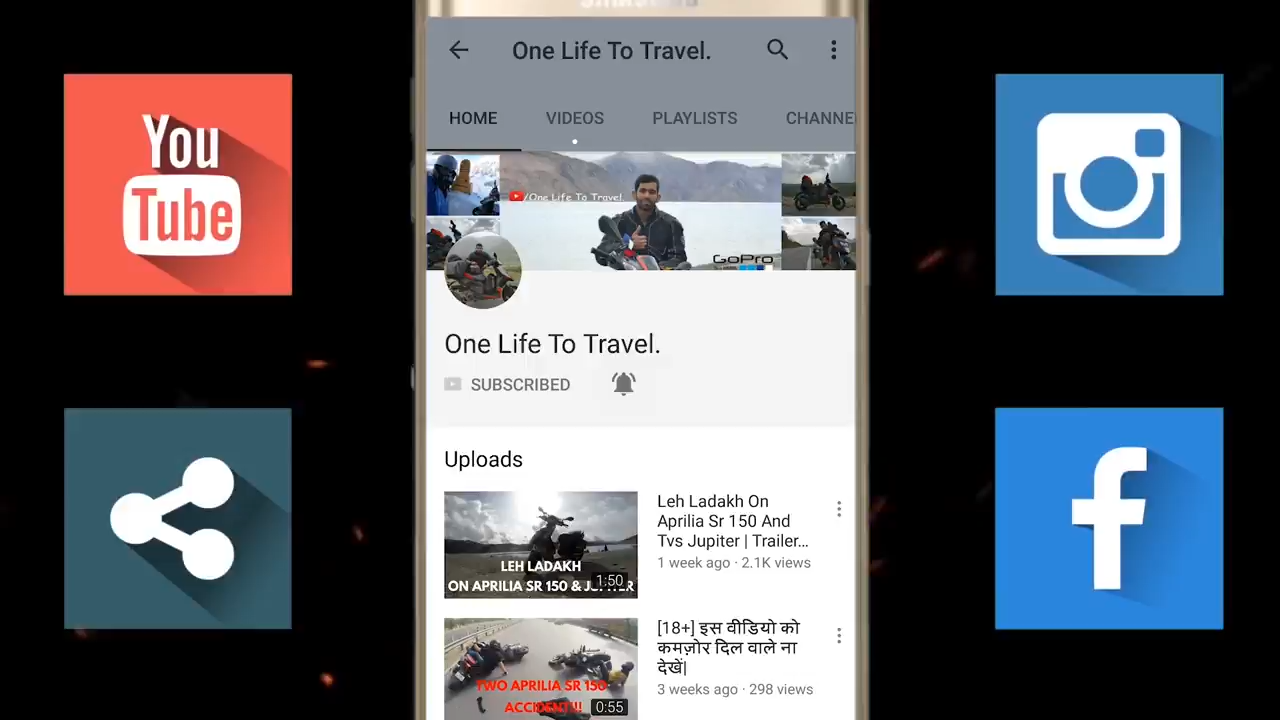 SAMSUNG
One Life To Travel.
HOME
VIDEOS
PLAYLISTS
CHANNE
You
Tube
/One Life To Travel.
GoPro
One Life To Travel.
SUBSCRIBED
Uploads
LEH LADAKH
ON APRILIA SR 150 & JUPITER
1:50
Leh Ladakh On
Aprilia Sr 150 And
Tvs Jupiter | Trailer...
1 week ago · 2.1K views
TWO APRILIA SR 150
ACCIDENT!!!
0:55
[18+] इस वीडियो को
कमज़ोर दिल वाले ना
देखें|
3 weeks ago · 298 views
f